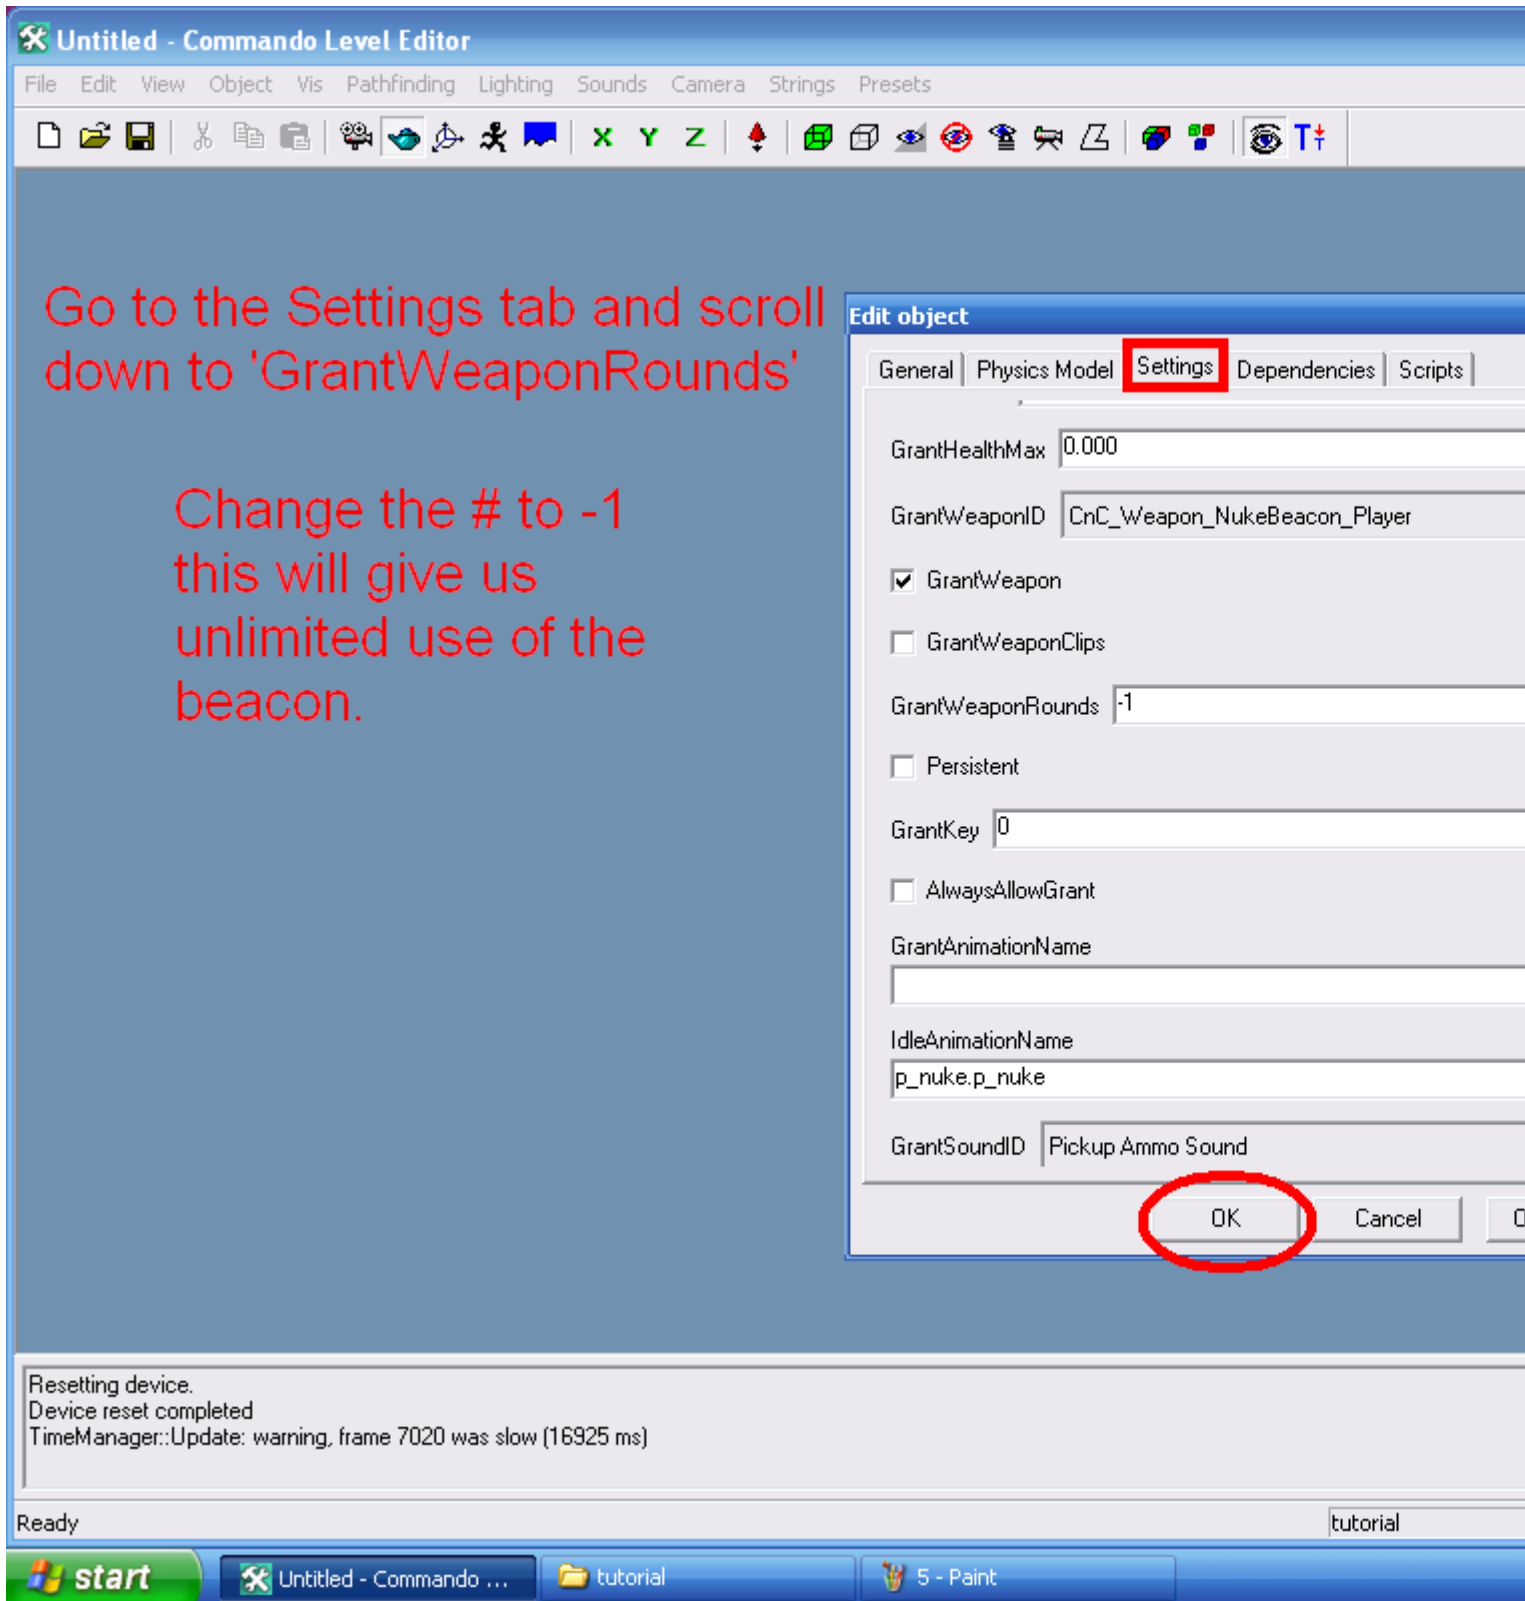 Untitled - Commando Level Editor
File Edit View Object Vis Pathfinding Lighting Sounds Camera Strings Presets
X Y Z T
Go to the Settings tab and scroll
down to 'GrantWeaponRounds'
Change the # to -1
this will give us
unlimited use of the
beacon.
Edit object
General Physics Model Settings Dependencies Scripts
GrantHealthMax 0.000
GrantWeaponID CnC_Weapon_NukeBeacon_Player
GrantWeapon
GrantWeaponClips
GrantWeaponRounds -1
Persistent
GrantKey 0
AlwaysAllowGrant
GrantAnimationName
IdleAnimationName
p_nuke.p_nuke
GrantSoundID Pickup Ammo Sound
OK Cancel
Resetting device.
Device reset completed
TimeManager::Update: warning, frame 7020 was slow (16925 ms)
Ready tutorial
start Untitled - Commando ... tutorial 5 - Paint